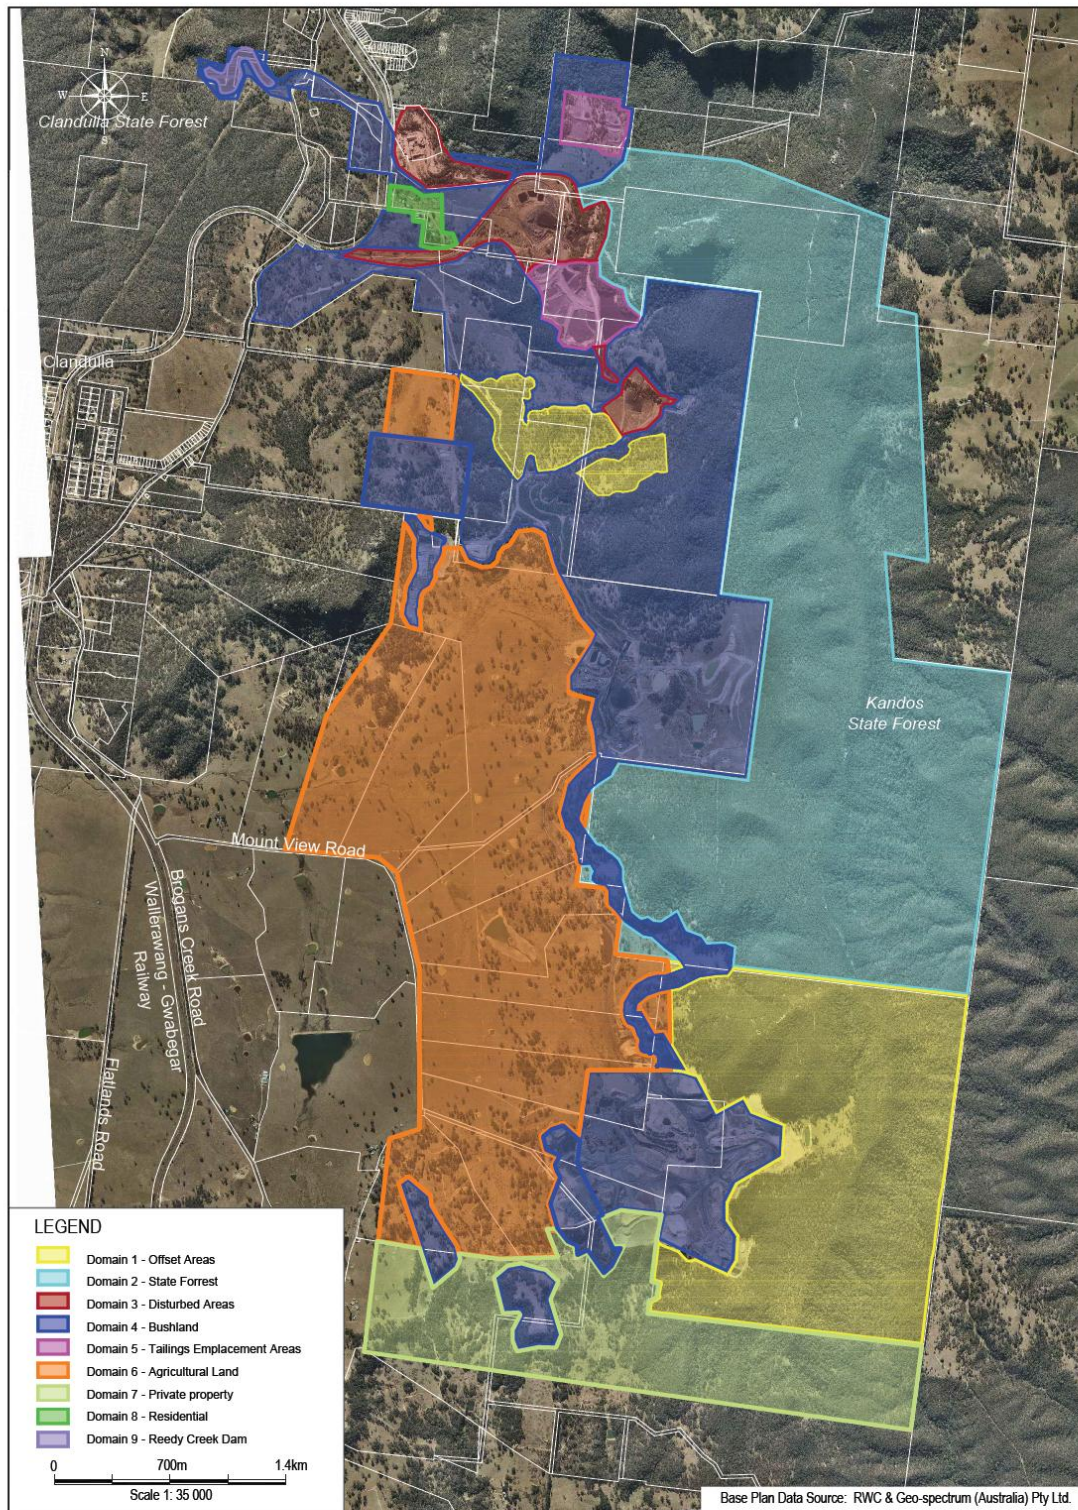 N
W E
S
Clandulla State Forest
Clandulla
Kandos
State Forest
Mount View Road
Brogans Creek Road
Wallerawang - Gwabegar
Railway
Flatlands Road
LEGEND
Domain 1 - Offset Areas
Domain 2 - State Forrest
Domain 3 - Disturbed Areas
Domain 4 - Bushland
Domain 5 - Tailings Emplacement Areas
Domain 6 - Agricultural Land
Domain 7 - Private property
Domain 8 - Residential
Domain 9 - Reedy Creek Dam
0 700m 1.4km
Scale 1: 35 000
Base Plan Data Source: RWC & Geo-spectrum (Australia) Pty Ltd.